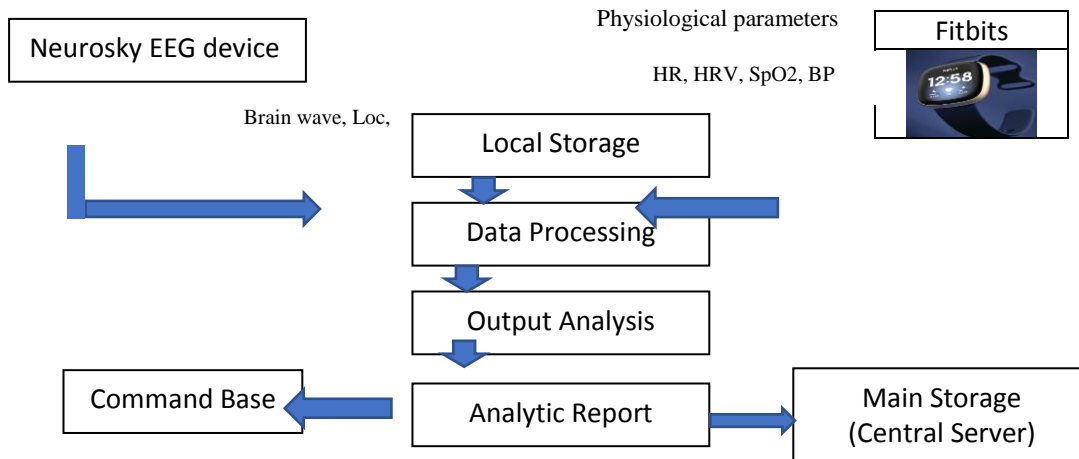 Neurosky EEG device
Physiological parameters
Fitbits
HR, HRV, SpO2, BP
12:58
Brain wave, Loc,
Local Storage
Data Processing
Output Analysis
Command Base
Analytic Report
Main Storage
(Central Server)